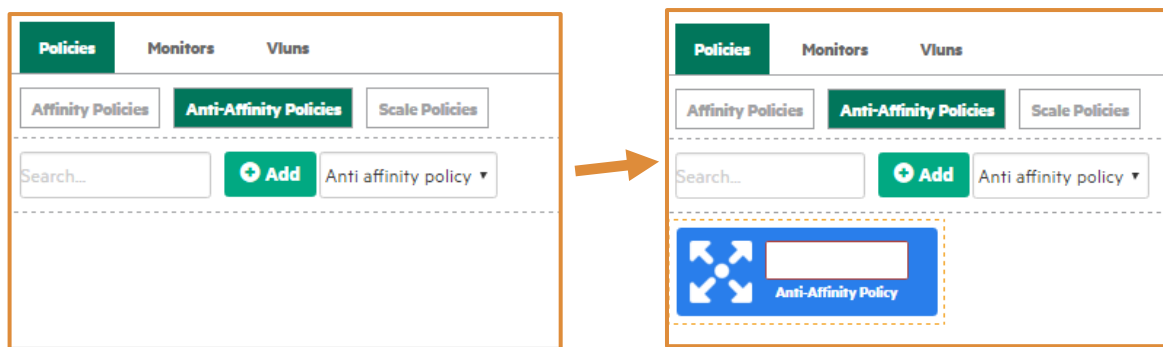 Policies Monitors Vluns
Affinity Policies Anti-Affinity Policies Scale Policies
Search... Add Anti affinity policy
Policies Monitors Vluns
Affinity Policies Anti-Affinity Policies Scale Policies
Search... Add Anti affinity policy
Anti-Affinity Policy